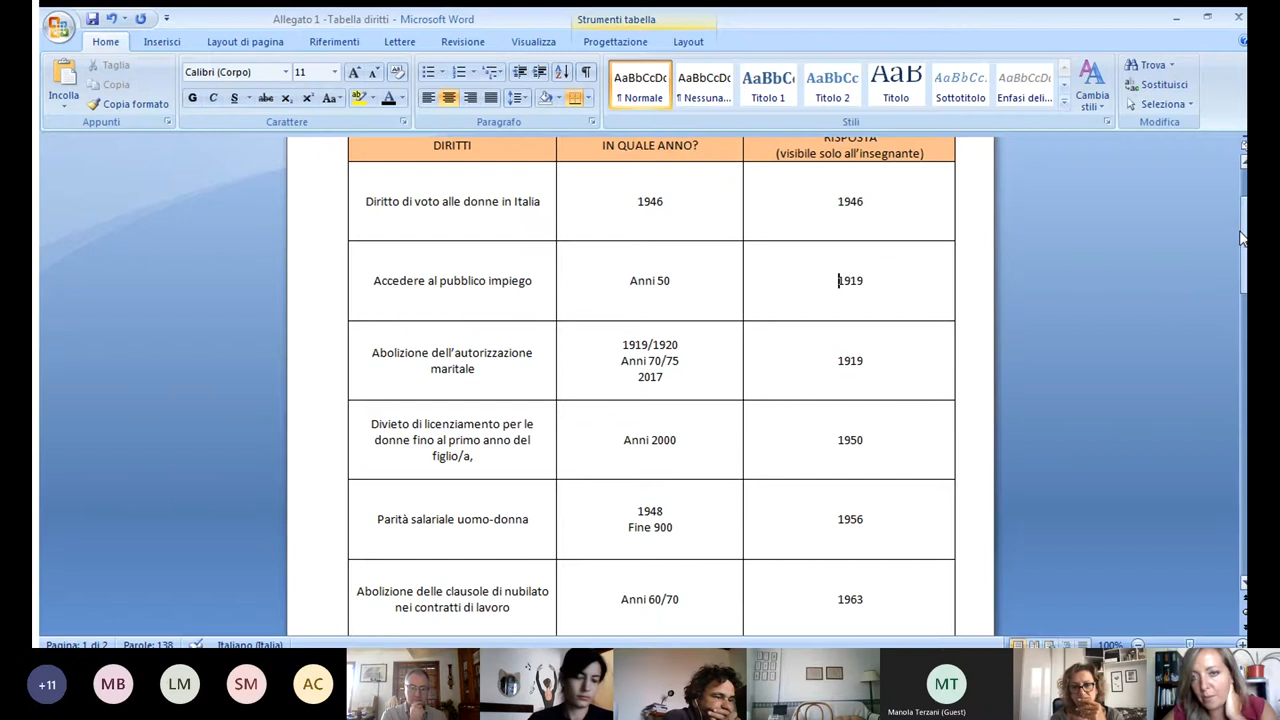 Allegato 1 -Tabella diritti - Microsoft Word
Strumenti tabella
Home
Inserisci
Layout di pagina
Riferimenti
Lettere
Revisione
Visualizza
Progettazione
Layout
Incolla
Taglia
Copia
Copia formato
Appunti
Calibri (Corpo)
11
G C S abc x₂ x² Aa
Carattere
Paragrafo
AaBbCcDc
¶ Normale
AaBbCcDc
¶ Nessuna...
AaBbCc
Titolo 1
AaBbCc
Titolo 2
AaBbC
Titolo
AaBbCc.
Sottotitolo
AaBbCcDc
Enfasi deli...
Stili
Cambia
stili
Trova
Sostituisci
Seleziona
Modifica
DIRITTI
IN QUALE ANNO?
RISPOSTA
(visibile solo all’insegnante)
Diritto di voto alle donne in Italia
1946
1946
Accedere al pubblico impiego
Anni 50
1919
Abolizione dell’autorizzazione
maritale
1919/1920
Anni 70/75
2017
1919
Divieto di licenziamento per le
donne fino al primo anno del
figlio/a,
Anni 2000
1950
Parità salariale uomo-donna
1948
Fine 900
1956
Abolizione delle clausole di nubilato
nei contratti di lavoro
Anni 60/70
1963
Pagina: 1 di 2
Parole: 138
Italiano (Italia)
100%
+11
MB
LM
SM
AC
MT
Manola Terzani (Guest)